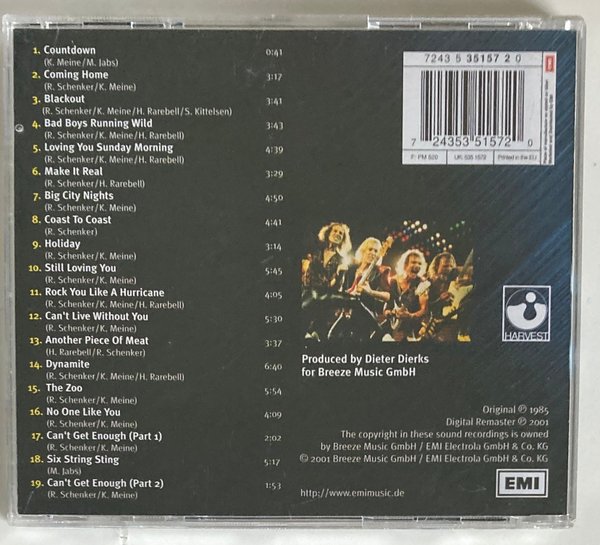 1. Countdown 0:41
(K. Meine/M. Jabs)
2. Coming Home 3:17
(R. Schenker/K. Meine)
3. Blackout 3:41
(R. Schenker/K. Meine/H. Rarebell/S. Kittelsen)
4. Bad Boys Running Wild 3:43
(R. Schenker/K. Meine/H. Rarebell)
5. Loving You Sunday Morning 4:39
(R. Schenker/K. Meine/H. Rarebell)
6. Make It Real 3:29
(R. Schenker/H. Rarebell)
7. Big City Nights 4:50
(R. Schenker/K. Meine)
8. Coast To Coast 4:41
(R. Schenker)
9. Holiday 3:14
(R. Schenker/K. Meine)
10. Still Loving You 5:45
(R. Schenker/K. Meine)
11. Rock You Like A Hurricane 4:05
(R. Schenker/K. Meine/H. Rarebell)
12. Can't Live Without You 5:30
(R. Schenker/K. Meine)
13. Another Piece Of Meat 3:37
(H. Rarebell/R. Schenker)
14. Dynamite 6:40
(R. Schenker/K. Meine/H. Rarebell)
15. The Zoo 5:54
(R. Schenker/K. Meine)
16. No One Like You 4:09
(R. Schenker/K. Meine)
17. Can't Get Enough (Part 1) 2:02
(R. Schenker/K. Meine)
18. Six String Sting 5:17
(M. Jabs)
19. Can't Get Enough (Part 2) 1:53
(R. Schenker/K. Meine)
7243 5 35157 2 0
7 24353 51572 0
F: PM 520 UK: 535 1572 Printed in the EU
EMI
HARVEST
Produced by Dieter Dierks
for Breeze Music GmbH
Original ℗ 1985
Digital Remaster ℗ 2001
The copyright in these sound recordings is owned
by Breeze Music GmbH / EMI Electrola GmbH & Co. KG
© 2001 Breeze Music GmbH / EMI Electrola GmbH & Co. KG
http://www.emimusic.de
EMI